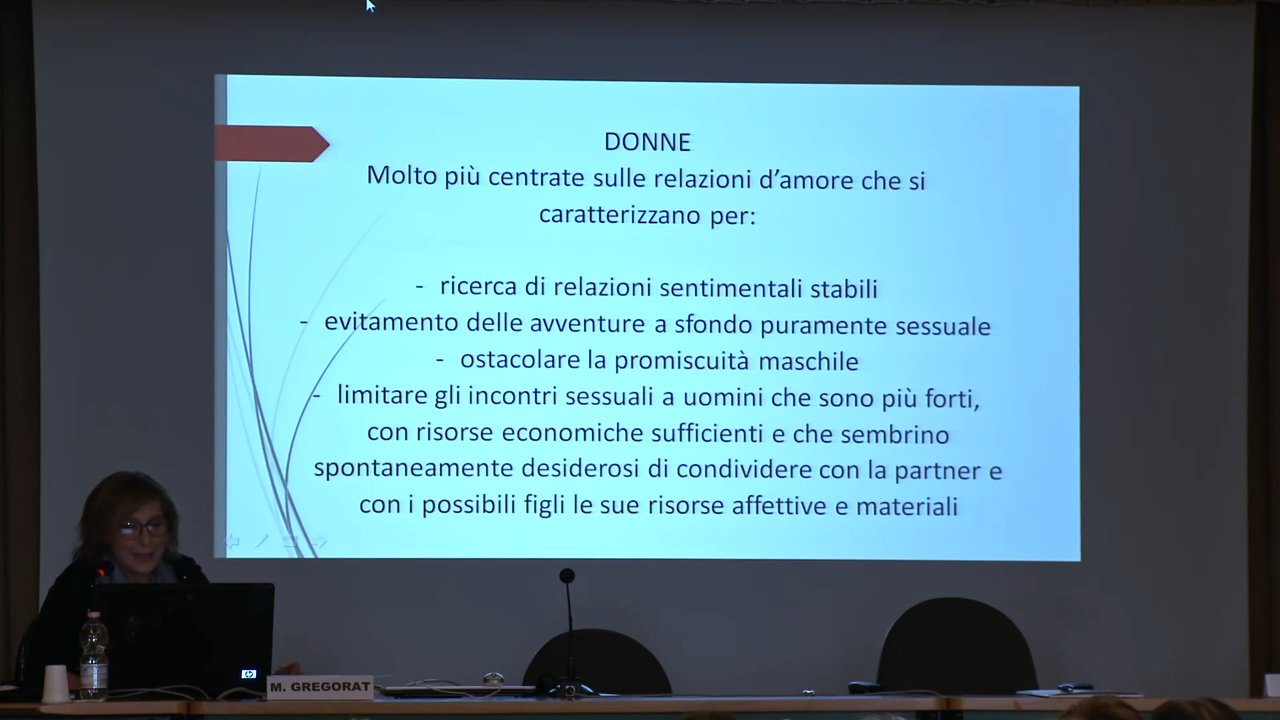 DONNE
Molto più centrate sulle relazioni d’amore che si
caratterizzano per:
- ricerca di relazioni sentimentali stabili
- evitamento delle avventure a sfondo puramente sessuale
- ostacolare la promiscuità maschile
- limitare gli incontri sessuali a uomini che sono più forti,
con risorse economiche sufficienti e che sembrino
spontaneamente desiderosi di condividere con la partner e
con i possibili figli le sue risorse affettive e materiali
hp
M. GREGORAT